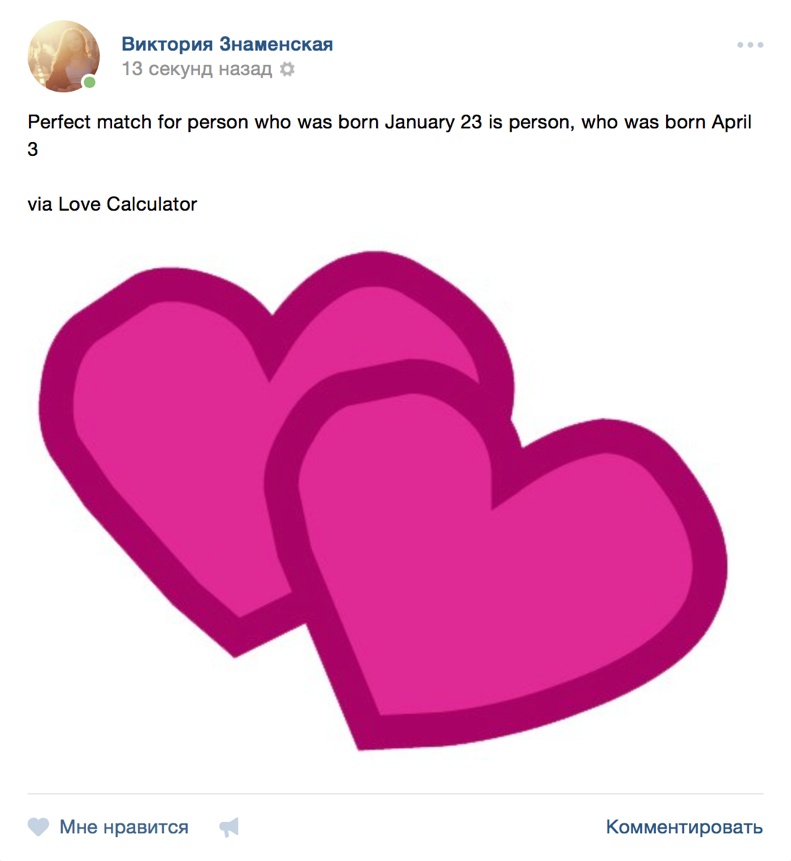 Виктория Знаменская
13 секунд назад
Perfect match for person who was born January 23 is person, who was born April
3
via Love Calculator
Мне нравится
Комментировать